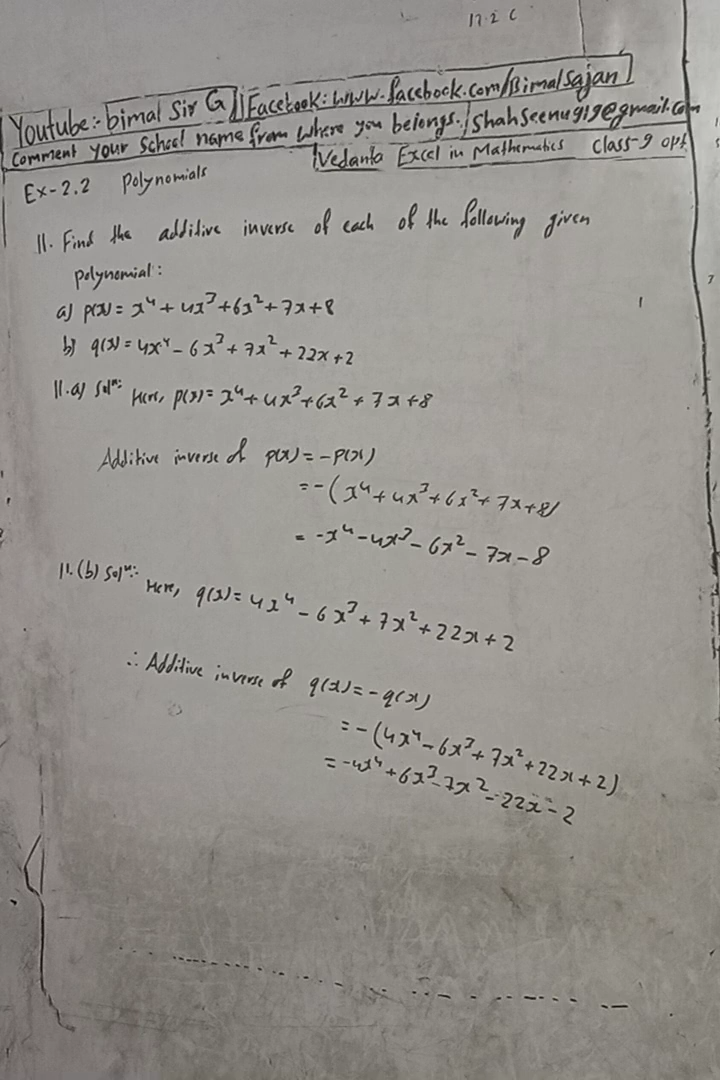 17.2 C
Youtube:- bimal Sir G || Facebook: www.facebook.com/Bimalsajan
Comment your School name from where you belongs. / shahseenu919@gmail.com
Ex-2.2 Polynomials Vedanta Excel in Mathematics Class-9 opt
11. Find the additive inverse of each of the following given
polynomial:
a) p(x) = x⁴ + 4x³ + 6x² + 7x + 8
b) q(x) = 4x⁴ - 6x³ + 7x² + 22x + 2
11.a) Solⁿ: Here, p(x) = x⁴ + 4x³ + 6x² + 7x + 8
Additive inverse of p(x) = -p(x)
= -(x⁴ + 4x³ + 6x² + 7x + 8)
= -x⁴ - 4x³ - 6x² - 7x - 8
11.(b) Solⁿ:. Here, q(x) = 4x⁴ - 6x³ + 7x² + 22x + 2
∴ Additive inverse of q(x) = -q(x)
= -(4x⁴ - 6x³ + 7x² + 22x + 2)
= -4x⁴ + 6x³ - 7x² - 22x - 2